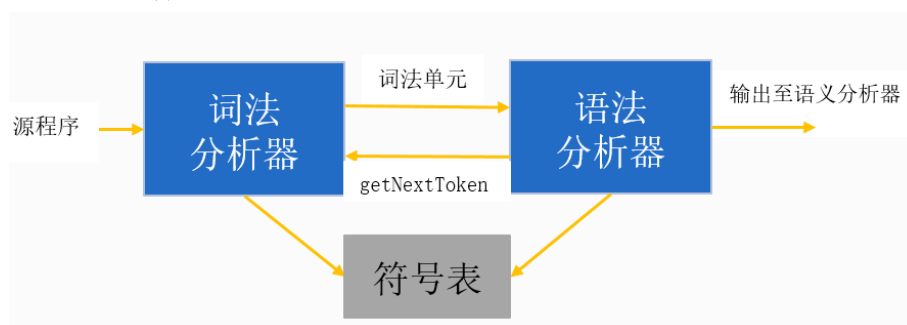 源程序
词法
分析器
词法单元
getNextToken
语法
分析器
输出至语义分析器
符号表